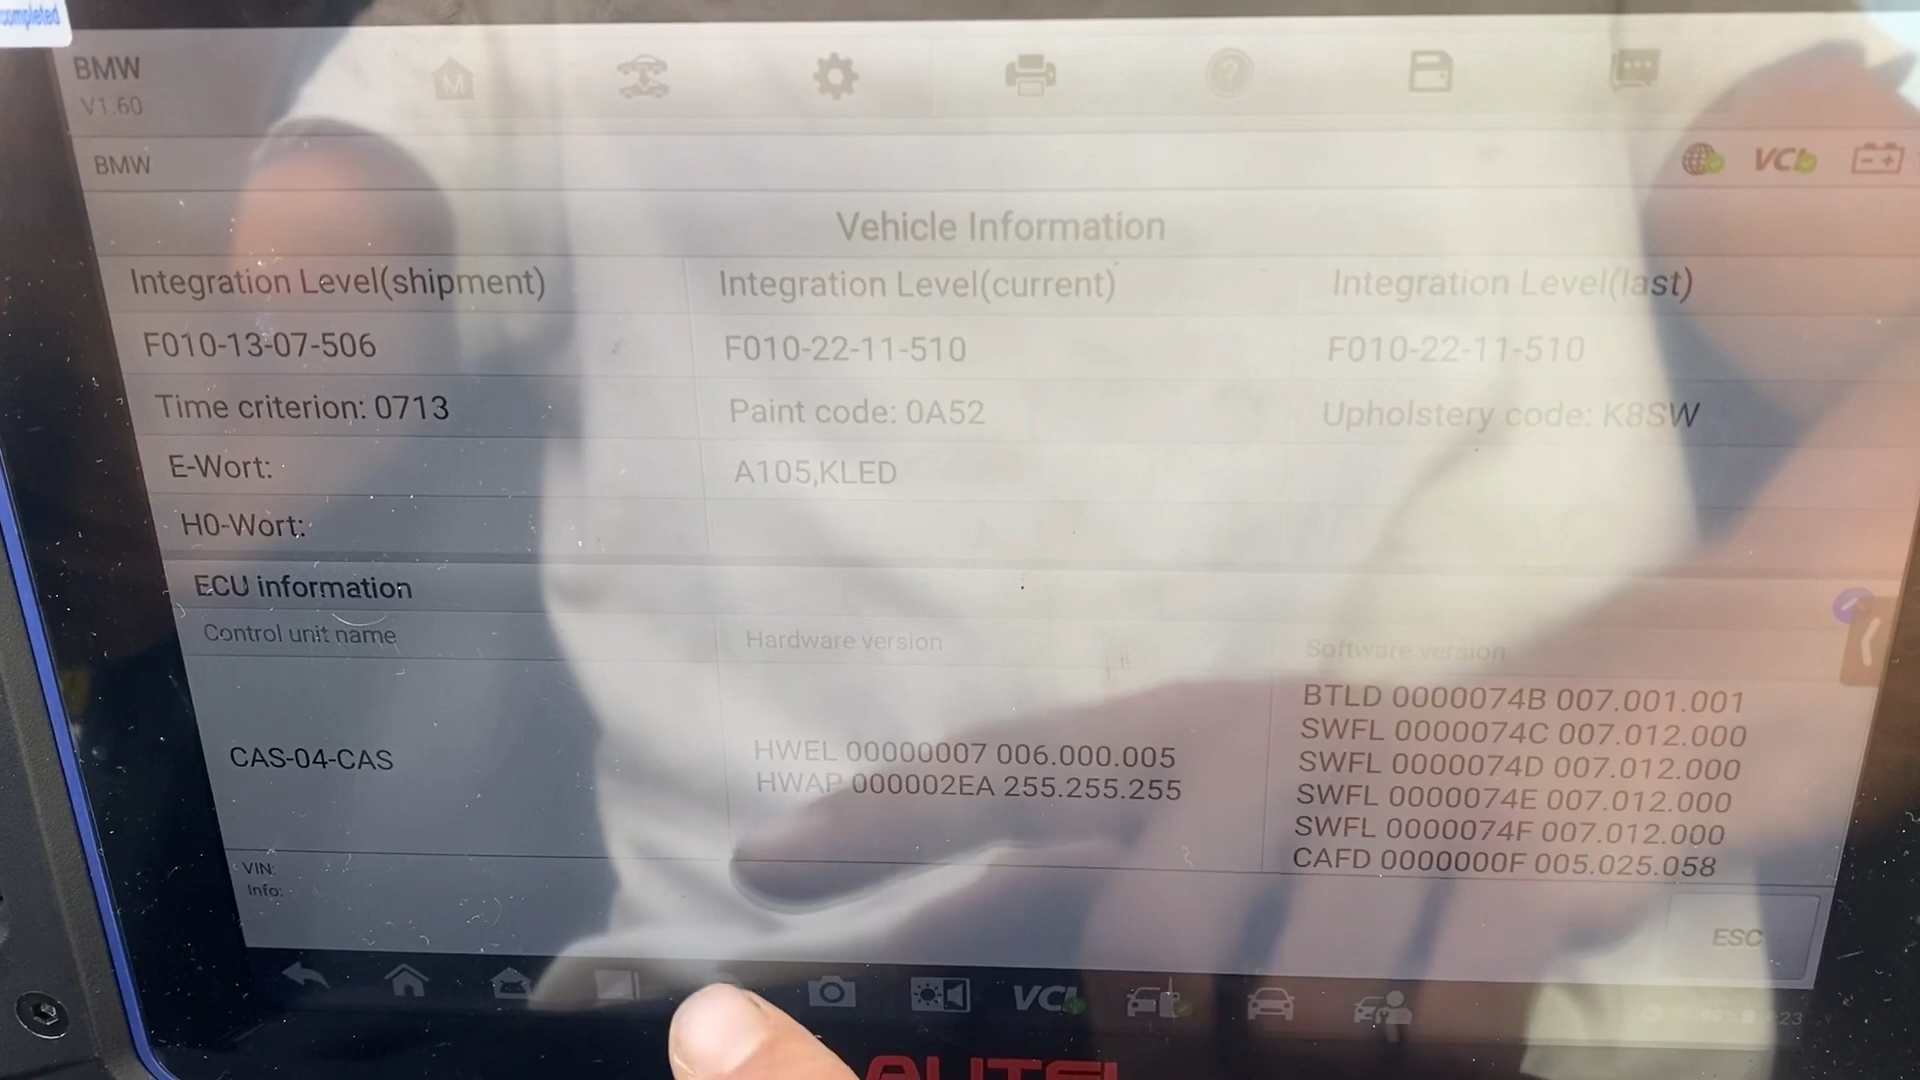 completed
BMW
V1.60
BMW
VCI
Vehicle Information
Integration Level(shipment) Integration Level(current) Integration Level(last)
F010-13-07-506 F010-22-11-510 F010-22-11-510
Time criterion: 0713 Paint code: 0A52 Upholstery code: K8SW
E-Wort: A105,KLED
H0-Wort:
ECU information
Control unit name Hardware version Software version
CAS-04-CAS
HWEL 00000007 006.000.005
HWAP 000002EA 255.255.255
BTLD 0000074B 007.001.001
SWFL 0000074C 007.012.000
SWFL 0000074D 007.012.000
SWFL 0000074E 007.012.000
SWFL 0000074F 007.012.000
CAFD 0000000F 005.025.058
VIN:
Info:
ESC
VCI
AUTEL